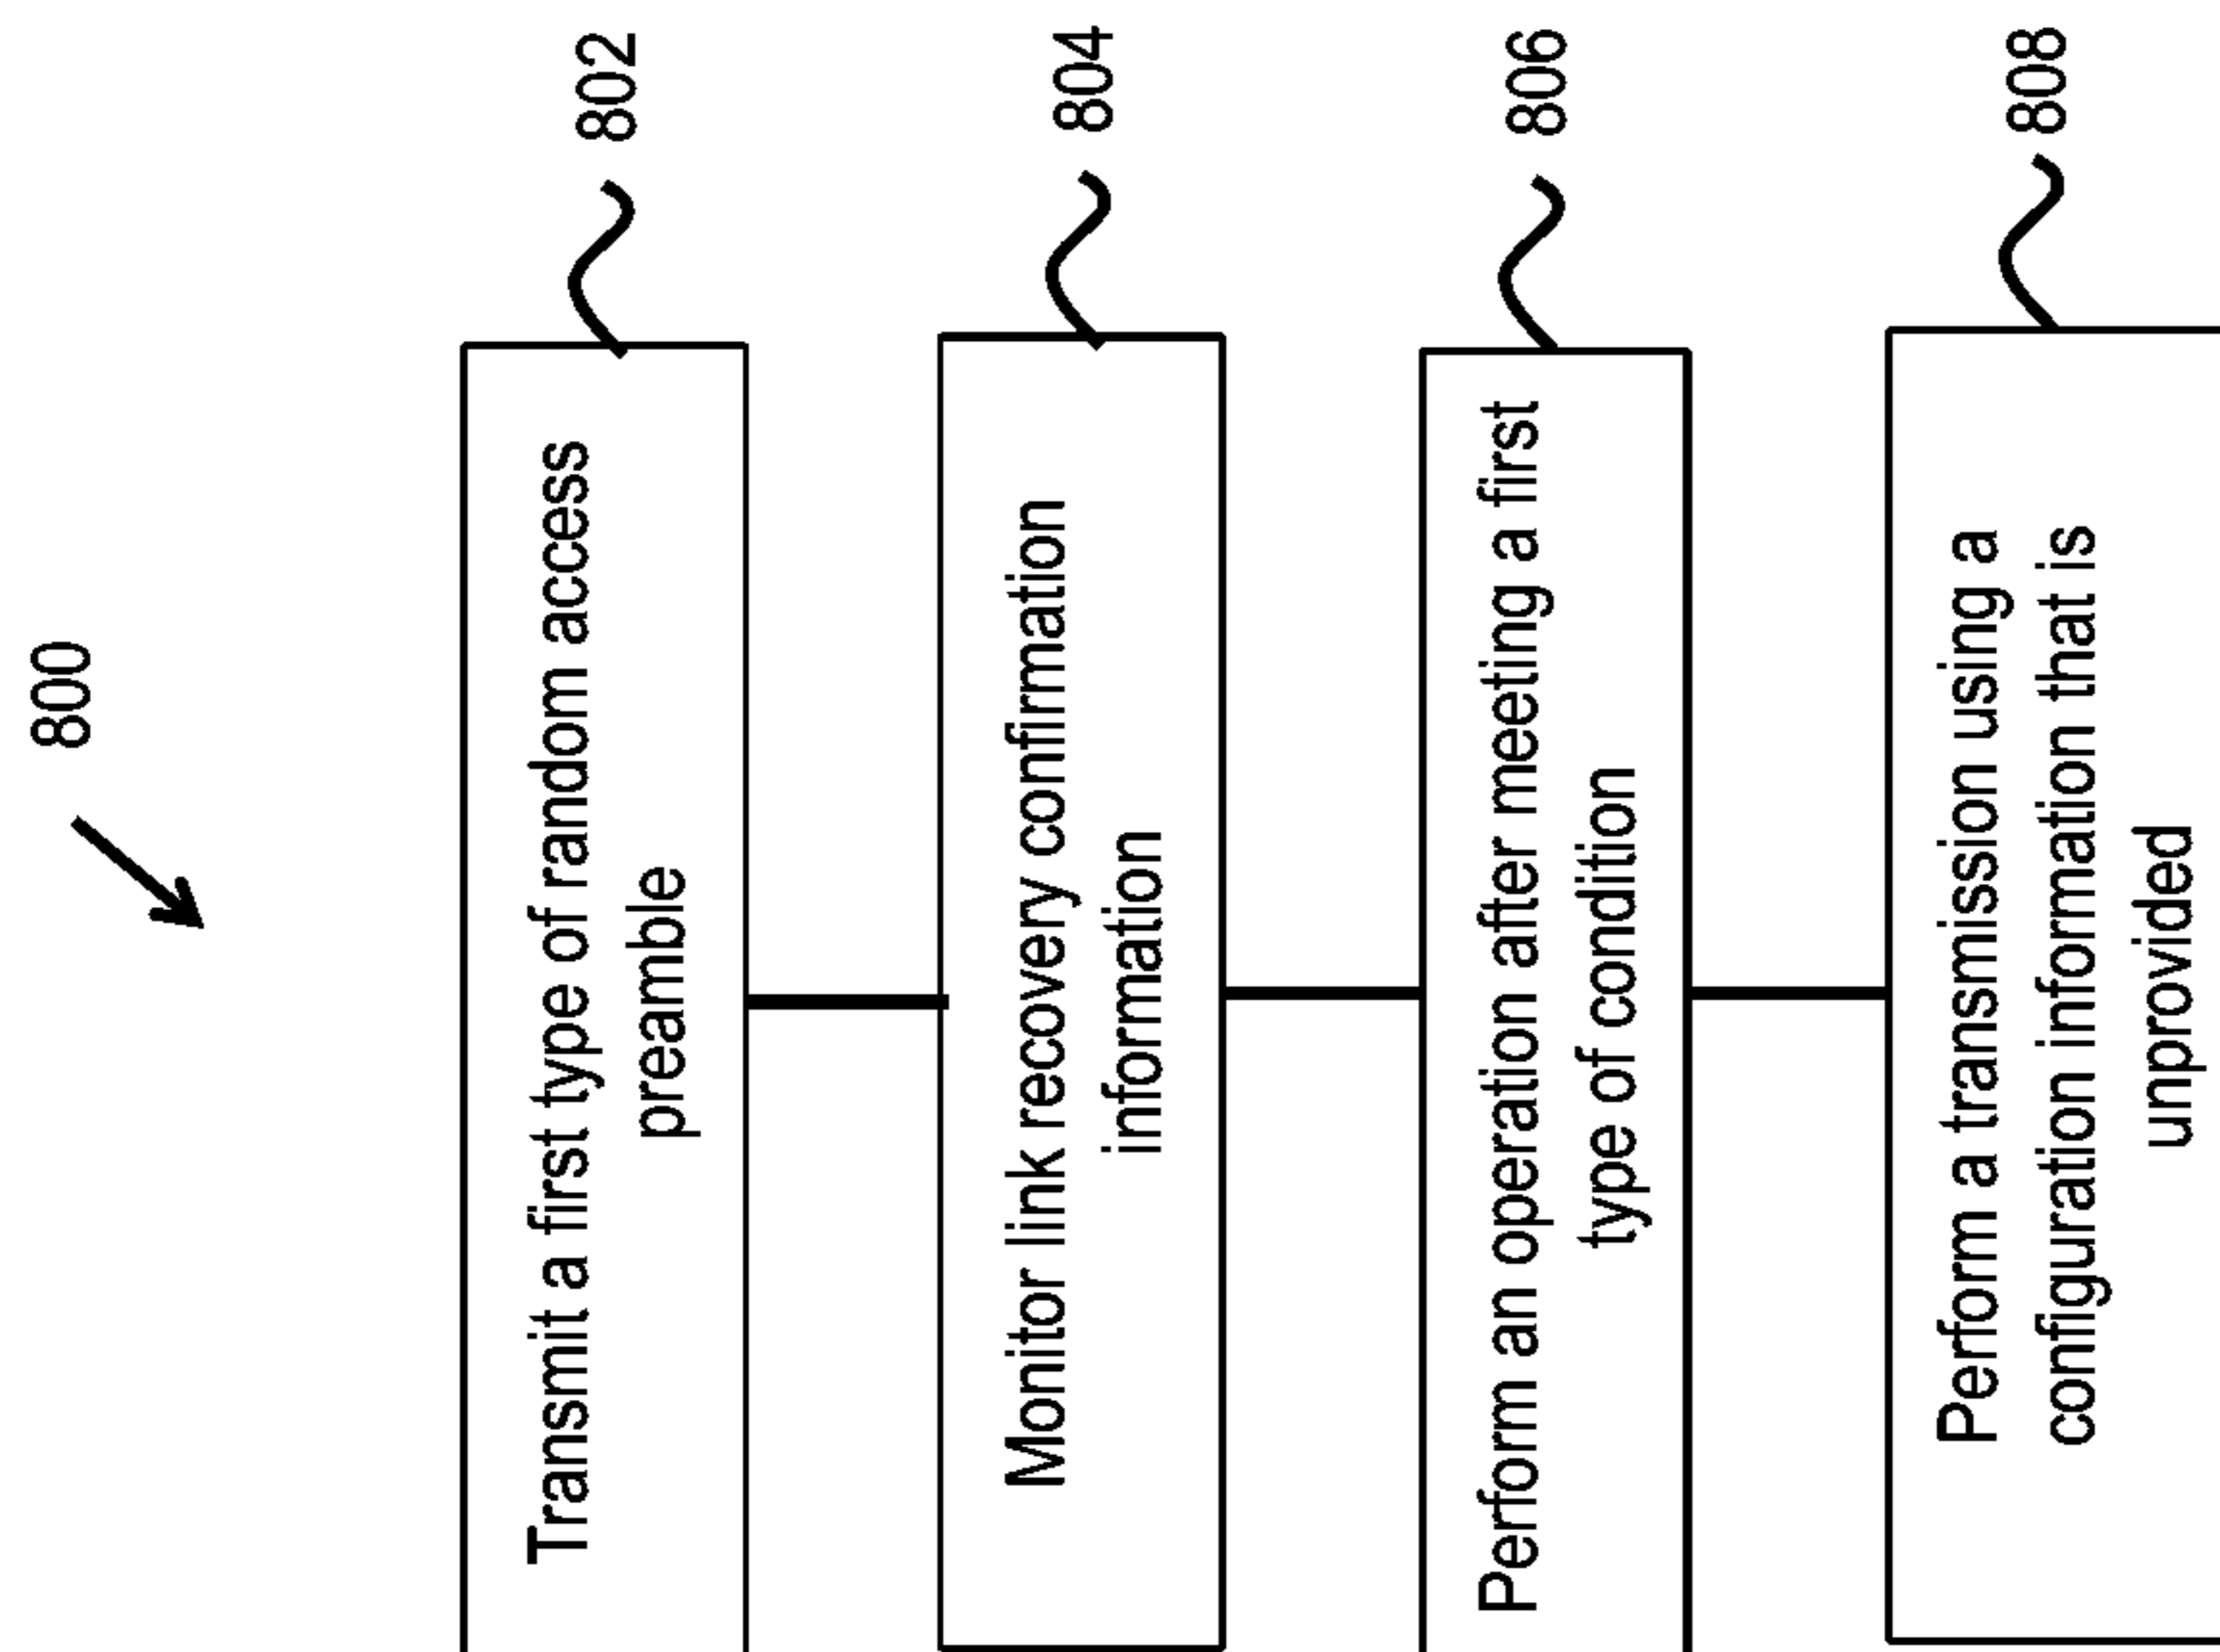 800
Transmit a first type of random access
preamble
802
Monitor link recovery confirmation
information
804
Perform an operation after meeting a first
type of condition
806
Perform a transmission using a
configuration information that is
unprovided
808